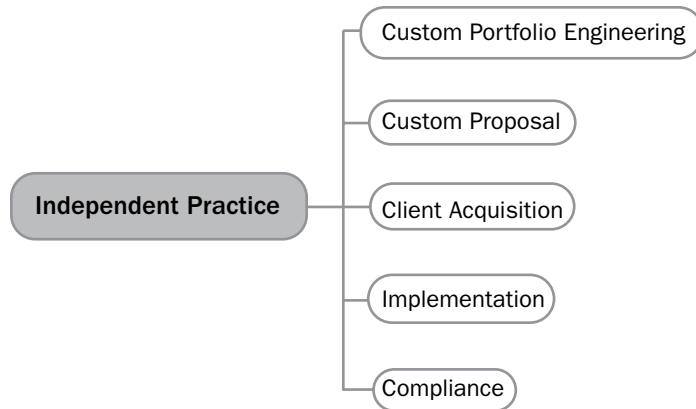 Custom Portfolio Engineering
Custom Proposal
Independent Practice
Client Acquisition
Implementation
Compliance